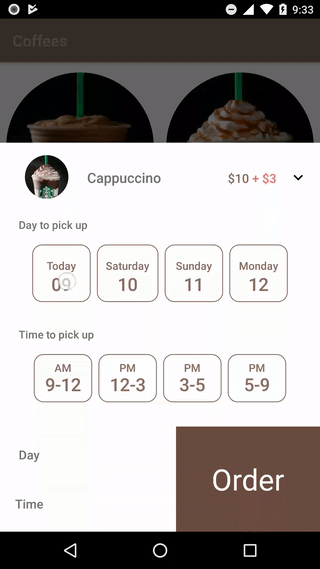 9:33
Coffees
Cappuccino $10 + $3
Day to pick up
Today Saturday Sunday Monday
09 10 11 12
Time to pick up
AM PM PM PM
9-12 12-3 3-5 5-9
Day
Order
Time